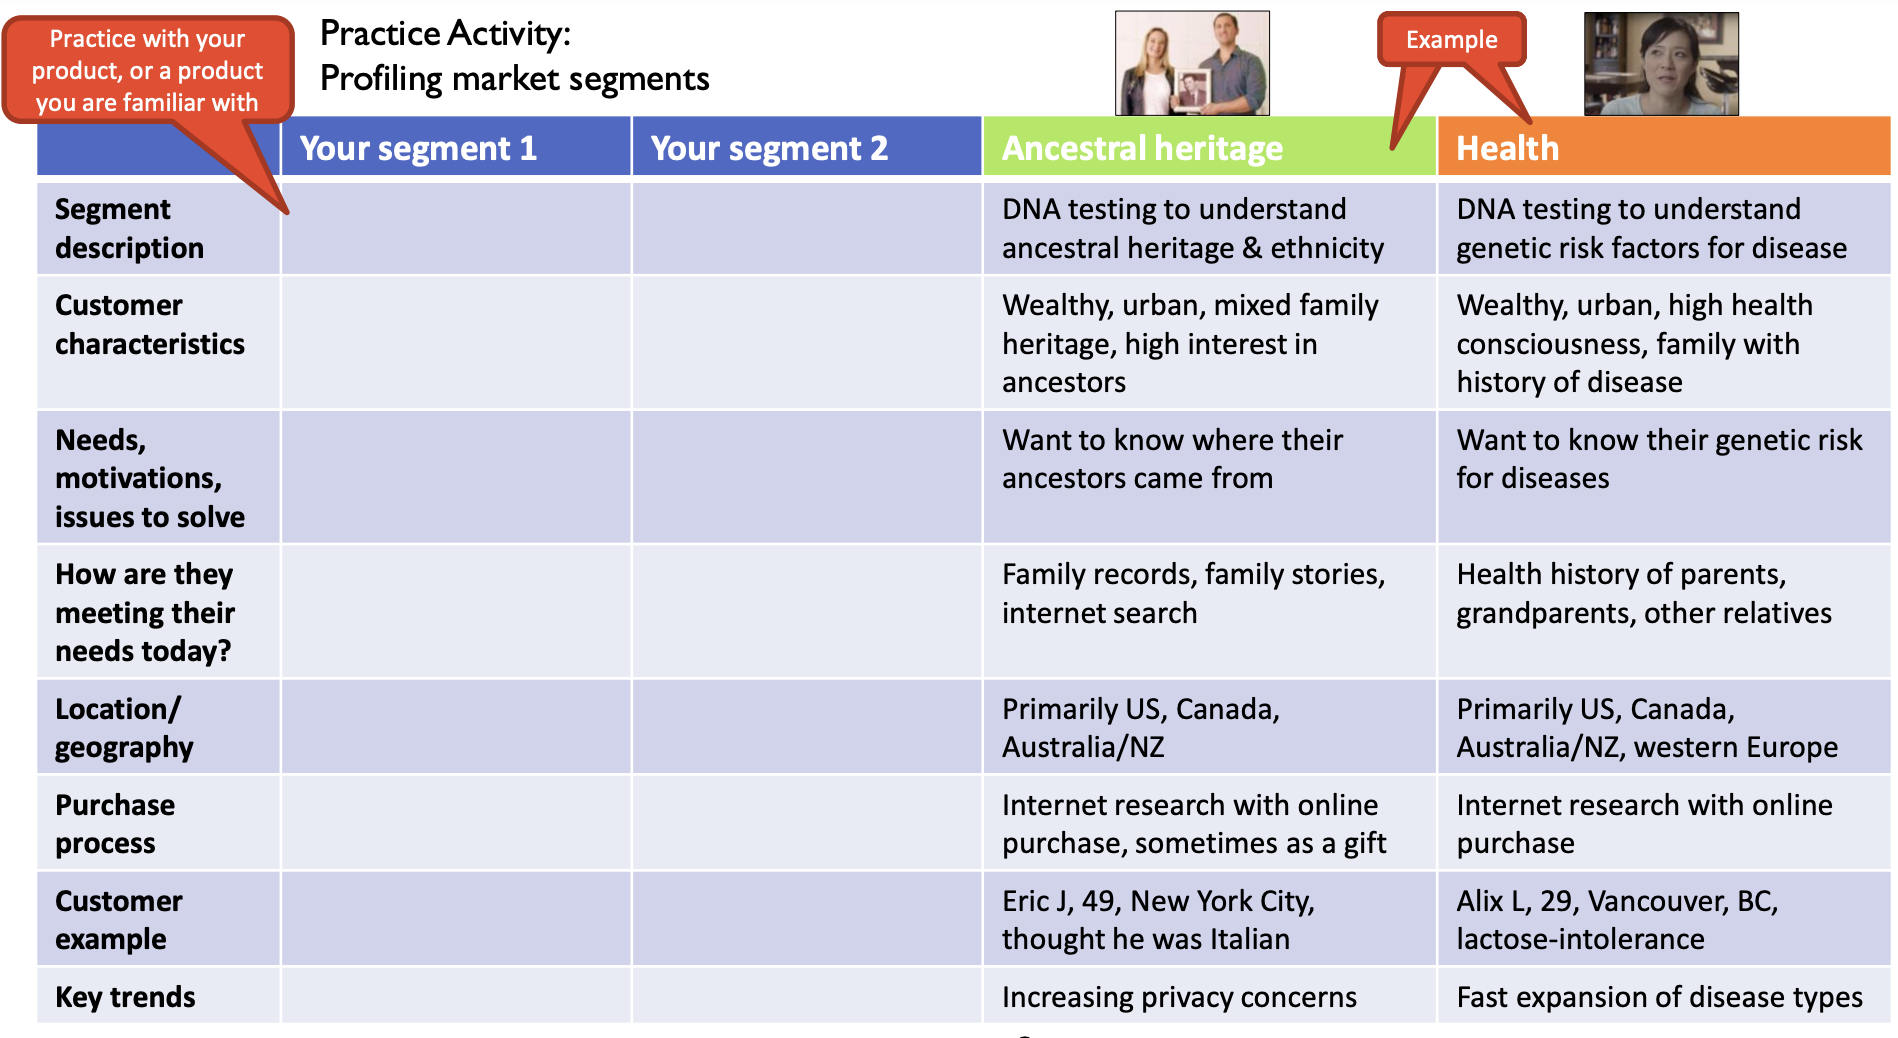 Practice with your
product, or a product
you are familiar with
Practice Activity:
Profiling market segments
Example
Your segment 1
Your segment 2
Ancestral heritage
Health
Segment
description
DNA testing to understand
ancestral heritage & ethnicity
DNA testing to understand
genetic risk factors for disease
Customer
characteristics
Wealthy, urban, mixed family
heritage, high interest in
ancestors
Wealthy, urban, high health
consciousness, family with
history of disease
Needs,
motivations,
issues to solve
Want to know where their
ancestors came from
Want to know their genetic risk
for diseases
How are they
meeting their
needs today?
Family records, family stories,
internet search
Health history of parents,
grandparents, other relatives
Location/
geography
Primarily US, Canada,
Australia/NZ
Primarily US, Canada,
Australia/NZ, western Europe
Purchase
process
Internet research with online
purchase, sometimes as a gift
Internet research with online
purchase
Customer
example
Eric J, 49, New York City,
thought he was Italian
Alix L, 29, Vancouver, BC,
lactose-intolerance
Key trends
Increasing privacy concerns
Fast expansion of disease types